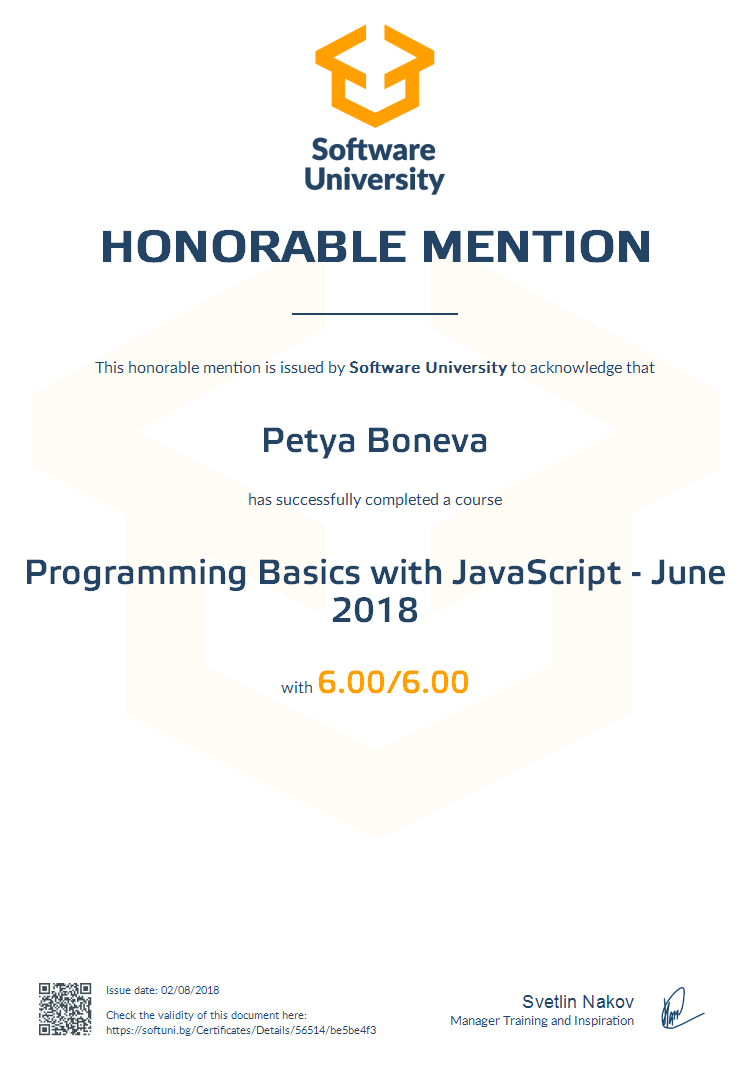 Software
University
HONORABLE MENTION
This honorable mention is issued by Software University to acknowledge that
Petya Boneva
has successfully completed a course
Programming Basics with JavaScript - June
2018
with 6.00/6.00
Issue date: 02/08/2018
Check the validity of this document here:
https://softuni.bg/Certificates/Details/56514/be5be4f3
Svetlin Nakov
Manager Training and Inspiration